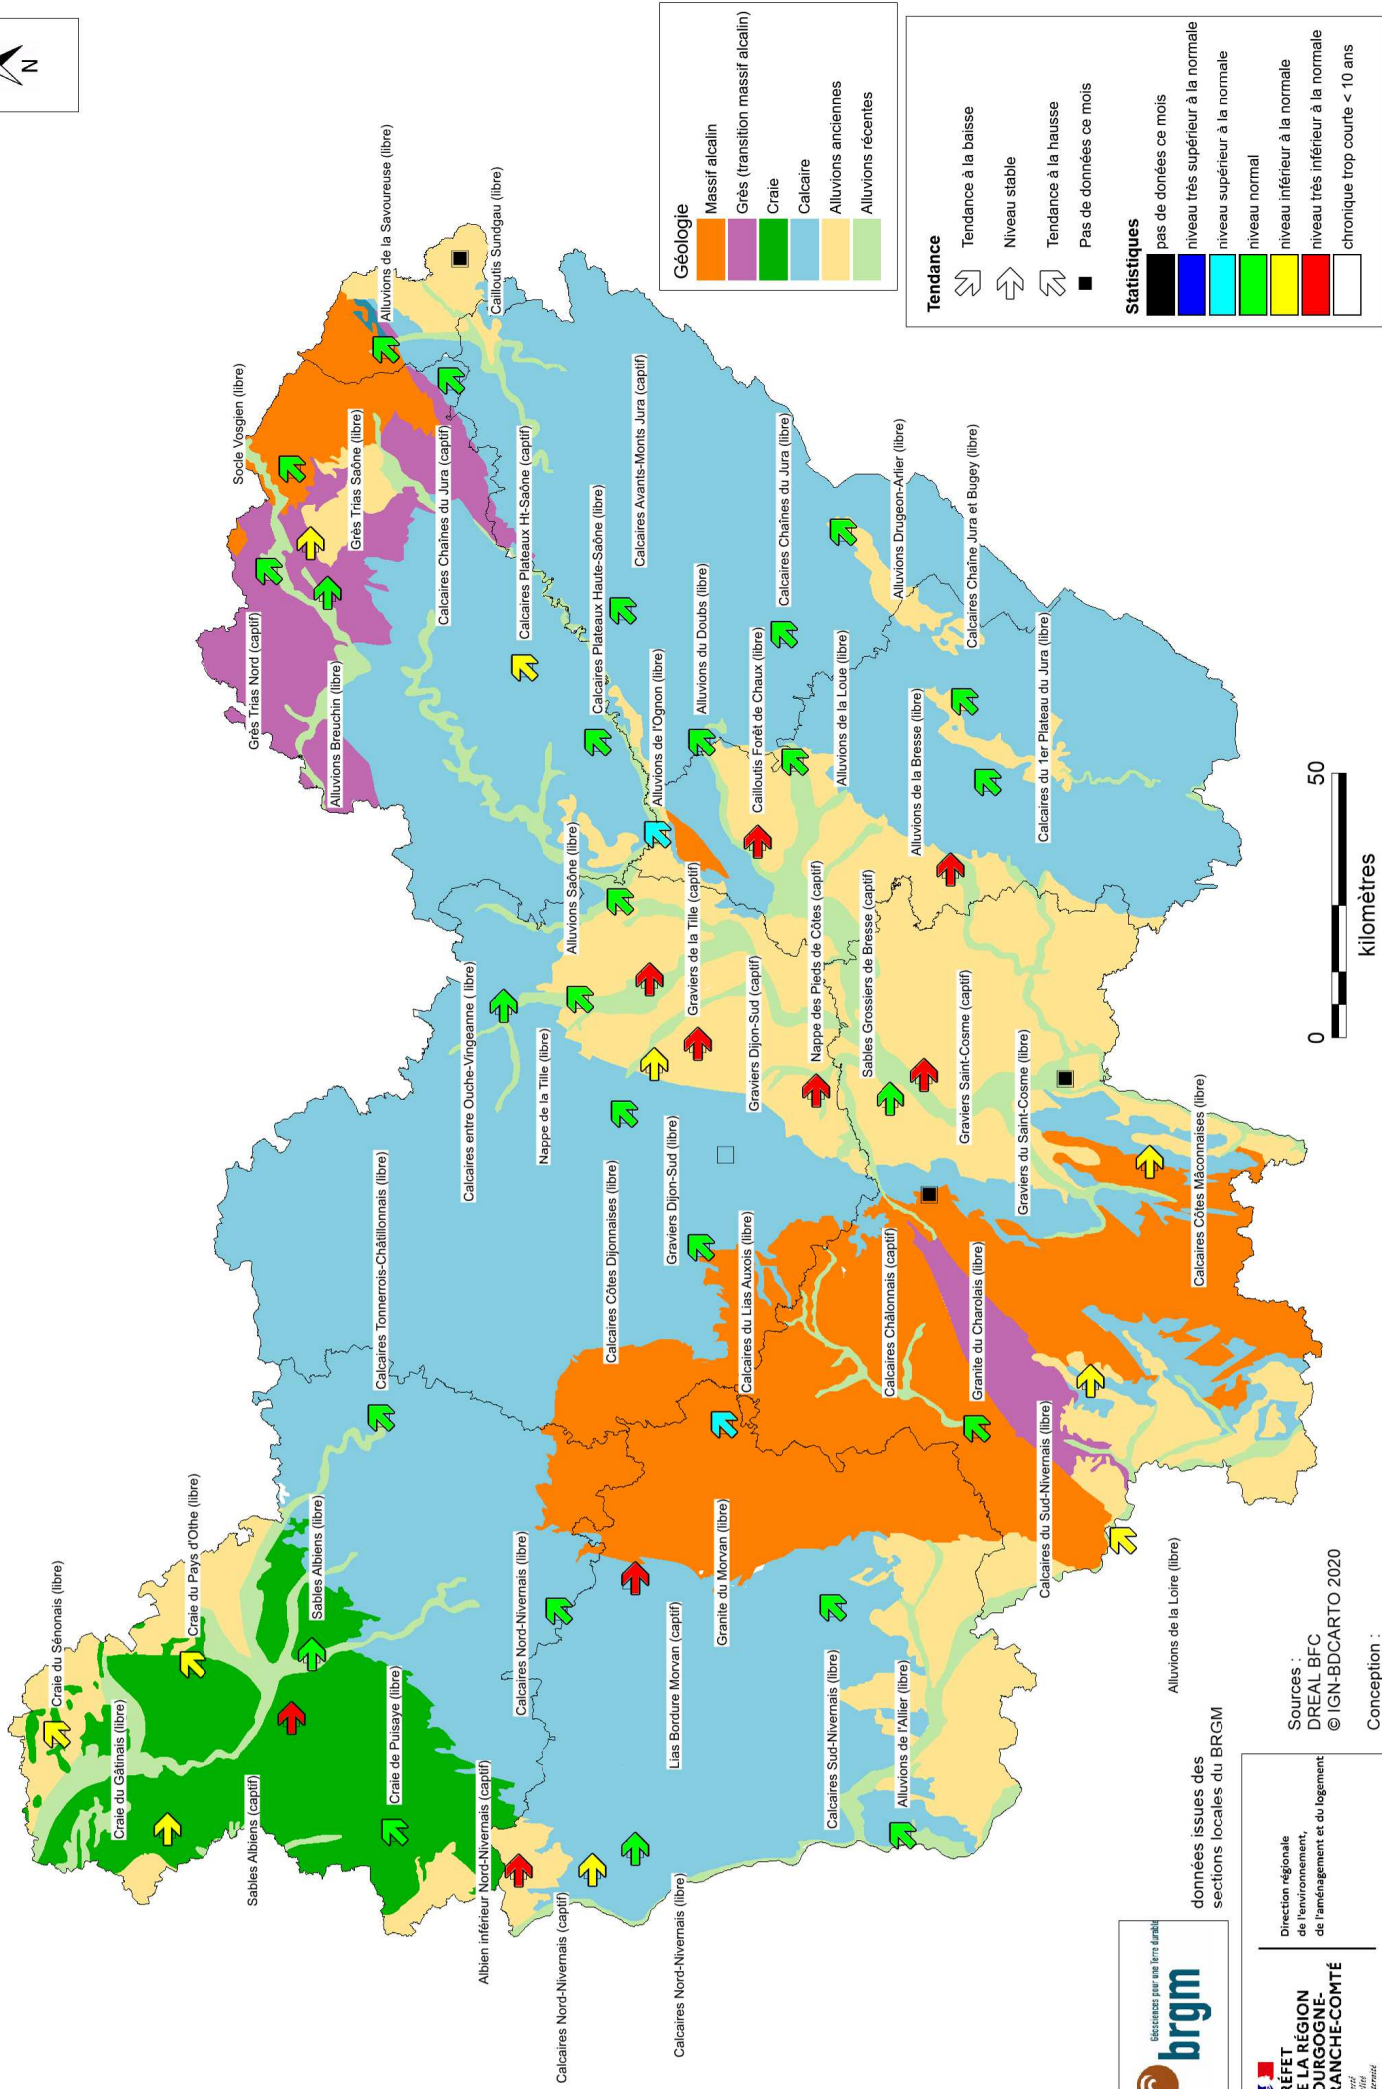 N
Géologie
Massif alcalin
Grès (transition massif alcalin)
Craie
Calcaire
Alluvions anciennes
Alluvions récentes
Tendance
Tendance à la baisse
Niveau stable
Tendance à la hausse
Pas de données ce mois
Statistiques
pas de donées ce mois
niveau très supérieur à la normale
niveau supérieur à la normale
niveau normal
niveau inférieur à la normale
niveau très inférieur à la normale
chronique trop courte < 10 ans
Craie du Sénonais (libre)
Craie du Gâtinais (libre)
Craie du Pays d'Othe (libre)
Sables Albiens (captif)
Sables Albiens (libre)
Craie de Puisaye (libre)
Calcaires Tonnerrois-Châtillonnais (libre)
Albien inférieur Nord-Nivernais (captif)
Calcaires Nord-Nivernais (libre)
Calcaires Nord-Nivernais (captif)
Calcaires Nord-Nivernais (libre)
Lias Bordure Morvan (captif)
Granite du Morvan (libre)
Calcaires Sud-Nivernais (libre)
Alluvions de l'Allier (libre)
Calcaires du Sud-Nivernais (libre)
Alluvions de la Loire (libre)
Calcaires entre Ouche-Vingeanne ( libre)
Nappe de la Tille (libre)
Calcaires Côtes Dijonnaises (libre)
Graviers Dijon-Sud (libre)
Calcaires du Lias Auxois (libre)
Calcaires Châlonnais (captif)
Granite du Charolais (libre)
Alluvions Saône (libre)
Graviers de la Tille (captif)
Graviers Dijon-Sud (captif)
Nappe des Pieds de Côtes (captif)
Sables Grossiers de Bresse (captif)
Graviers Saint-Cosme (captif)
Graviers du Saint-Cosme (libre)
Calcaires Côtes Mâconnaises (libre)
Socle Vosgien (libre)
Grès Trias Nord (captif)
Alluvions Breuchin (libre)
Grès Trias Saône (libre)
Alluvions de la Savoureuse (libre)
Cailloutis Sundgau (libre)
Calcaires Chaînes du Jura (captif)
Calcaires Plateaux Ht-Saône (captif)
Calcaires Plateaux Haute-Saône (libre)
Calcaires Avants-Monts Jura (captif)
Alluvions de l'Ognon (libre)
Alluvions du Doubs (libre)
Cailloutis Forêt de Chaux (libre)
Calcaires Chaînes du Jura (libre)
Alluvions de la Loue (libre)
Alluvions Drugeon-Arlier (libre)
Alluvions de la Bresse (libre)
Calcaires Chaîne Jura et Bugey (libre)
Calcaires du 1er Plateau du Jura (libre)
0
50
kilomètres
Géosciences pour une Terre durable
brgm
données issues des
sections locales du BRGM
Sources :
DREAL BFC
© IGN-BDCARTO 2020
Conception :
Direction régionale
de l'environnement,
de l'aménagement et du logement
LA RÉGION